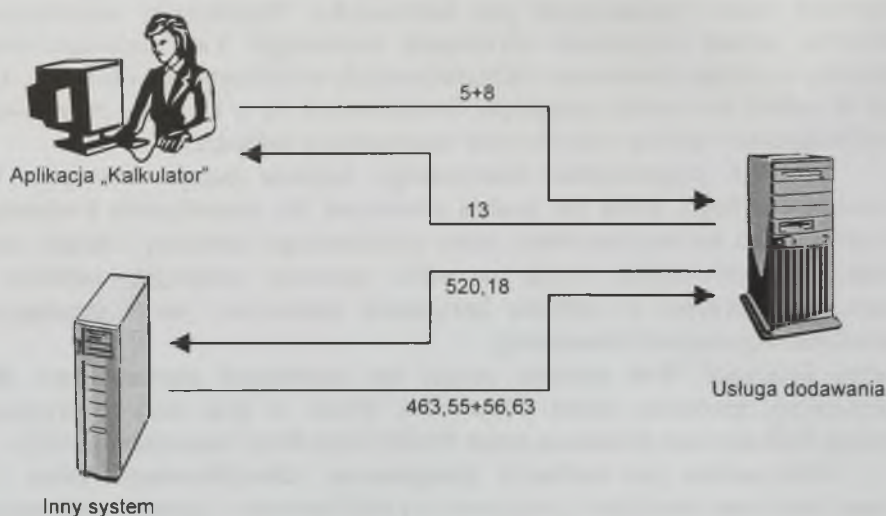 5+8
Aplikacja „Kalkulator”
13
520,18
463,55+56,63
Usługa dodawania
Inny system